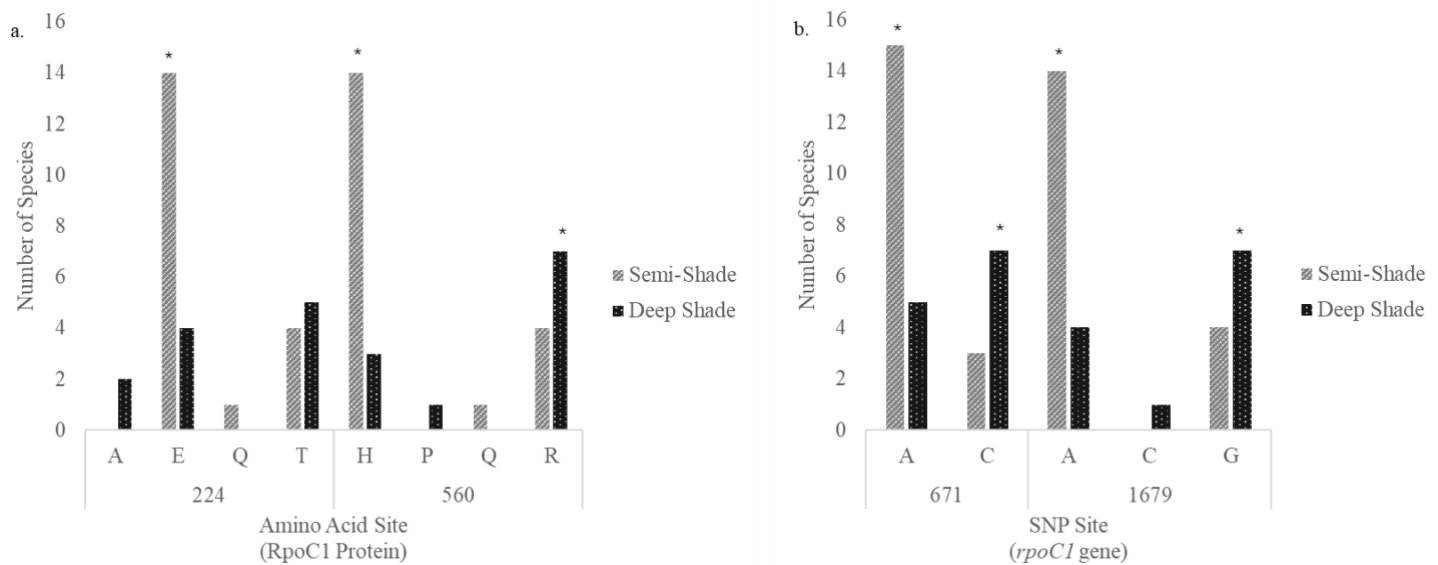 a.
16
14
12
10
8
6
4
2
0
Number of Species
* * *
A E Q T H P Q R
224 560
Amino Acid Site
(RpoC1 Protein)
Semi-Shade
Deep Shade
b.
16
14
12
10
8
6
4
2
0
Number of Species
* * * *
A C A C G
671 1679
SNP Site
(rpoC1 gene)
Semi-Shade
Deep Shade